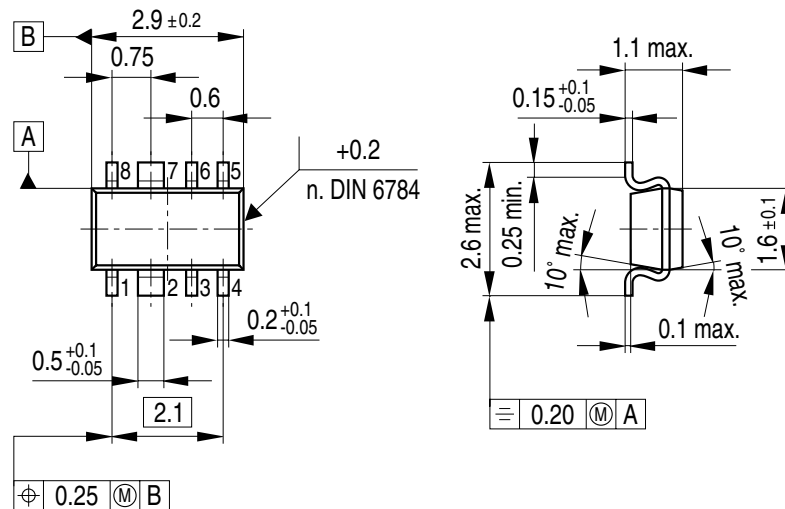 B
2.9 ±0.2
0.75
0.6
A
8 7 6 5
+0.2
n. DIN 6784
1 2 3 4
0.2 +0.1 -0.05
0.5 +0.1 -0.05
2.1
⌖ 0.25 Ⓜ B
1.1 max.
0.15 +0.1 -0.05
2.6 max.
0.25 min.
10° max.
10° max.
1.6 ±0.1
0.1 max.
⌯ 0.20 Ⓜ A